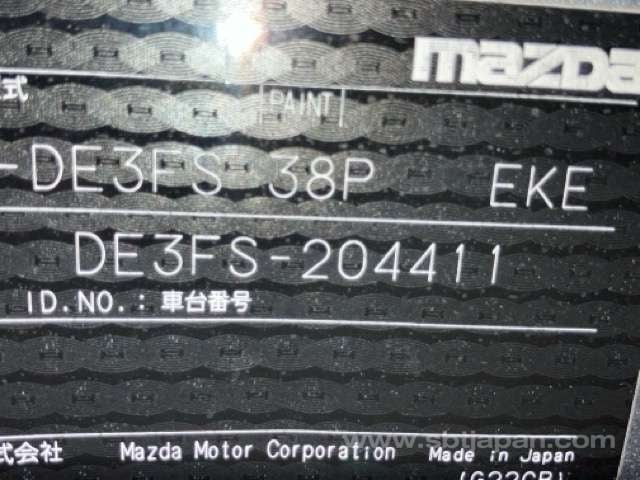 mazda
式
PAINT
-DE3FS 38P EKE
DE3FS-204411
ID.NO.: 車台番号
式会社 Mazda Motor Corporation Made in Japan
www.sbtjapan.com